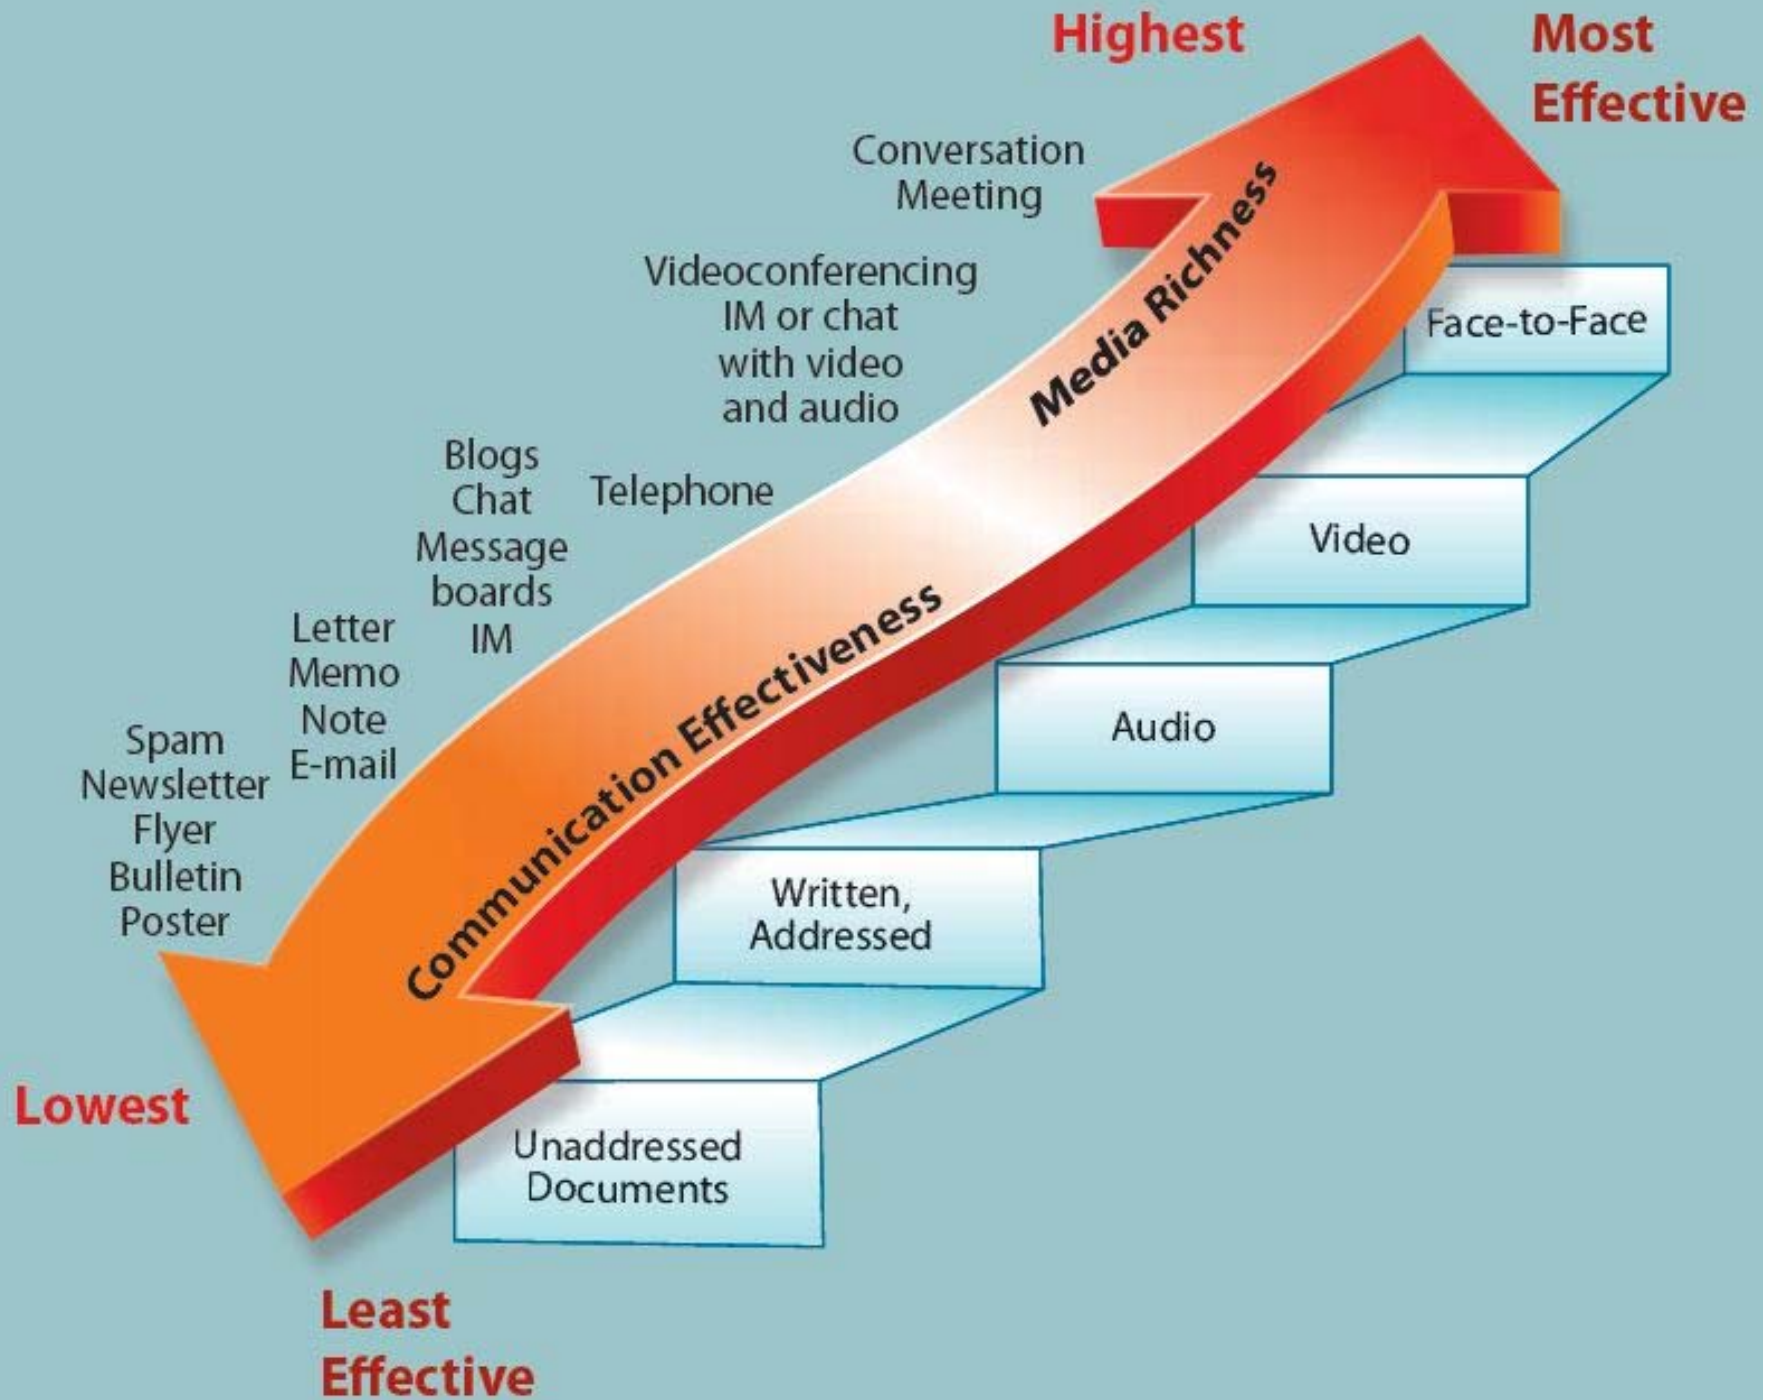 Highest
Most
Effective
Conversation
Meeting
Media Richness
Videoconferencing
IM or chat
with video
and audio
Face-to-Face
Blogs
Chat
Message
boards
IM
Telephone
Video
Communication Effectiveness
Letter
Memo
Note
E-mail
Audio
Spam
Newsletter
Flyer
Bulletin
Poster
Written,
Addressed
Lowest
Unaddressed
Documents
Least
Effective